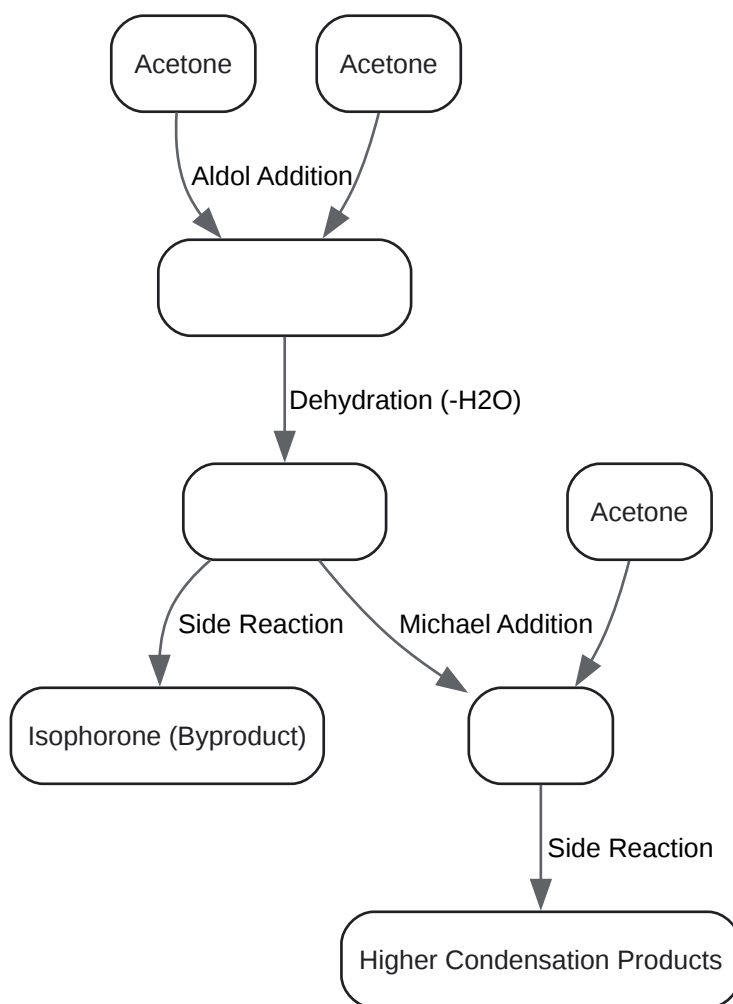 Acetone
Acetone
Aldol Addition
Dehydration (-H2O)
Acetone
Side Reaction
Michael Addition
Isophorone (Byproduct)
Side Reaction
Higher Condensation Products